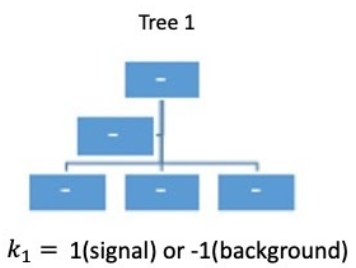 Tree 1
–
–
– – –
k₁ = 1(signal) or -1(background)